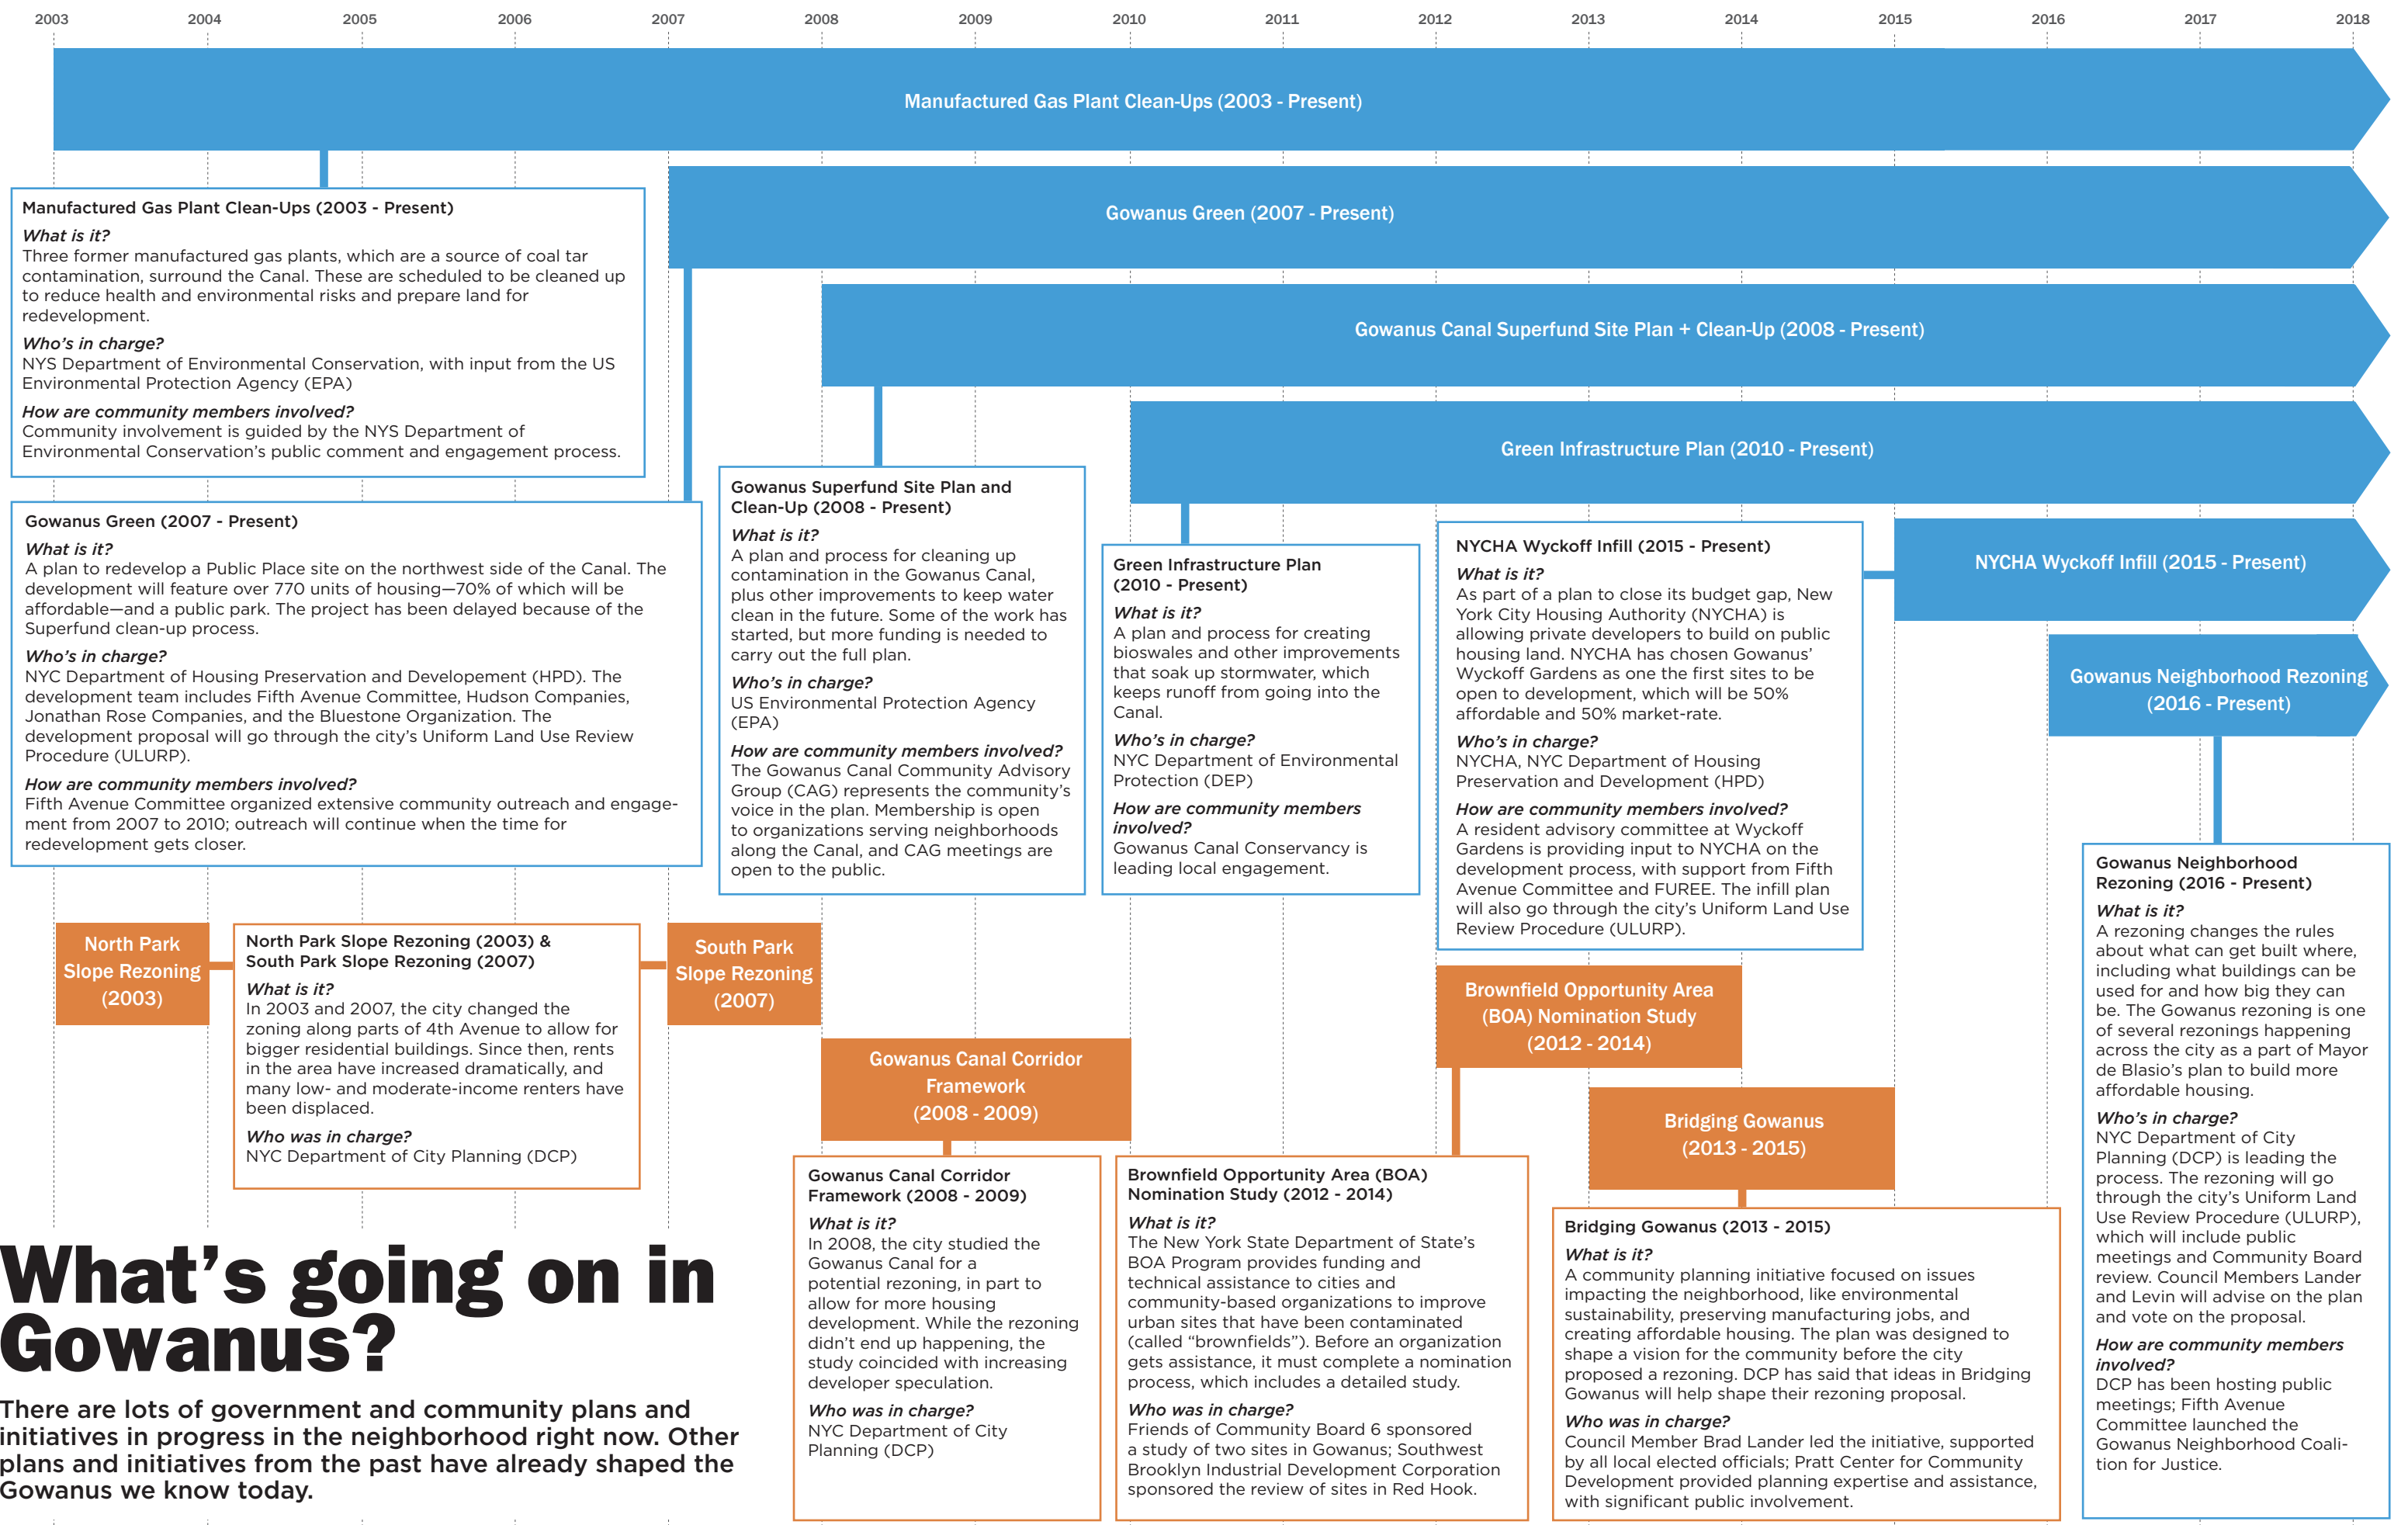 2003 2004 2005 2006 2007 2008 2009 2010 2011 2012 2013 2014 2015 2016 2017 2018
Manufactured Gas Plant Clean-Ups (2003 - Present)
Gowanus Green (2007 - Present)
Gowanus Canal Superfund Site Plan + Clean-Up (2008 - Present)
Green Infrastructure Plan (2010 - Present)
NYCHA Wyckoff Infill (2015 - Present)
Gowanus Neighborhood Rezoning
(2016 - Present)
Manufactured Gas Plant Clean-Ups (2003 - Present)
What is it?
Three former manufactured gas plants, which are a source of coal tar
contamination, surround the Canal. These are scheduled to be cleaned up
to reduce health and environmental risks and prepare land for
redevelopment.
Who's in charge?
NYS Department of Environmental Conservation, with input from the US
Environmental Protection Agency (EPA)
How are community members involved?
Community involvement is guided by the NYS Department of
Environmental Conservation's public comment and engagement process.
Gowanus Green (2007 - Present)
What is it?
A plan to redevelop a Public Place site on the northwest side of the Canal. The
development will feature over 770 units of housing—70% of which will be
affordable—and a public park. The project has been delayed because of the
Superfund clean-up process.
Who's in charge?
NYC Department of Housing Preservation and Developement (HPD). The
development team includes Fifth Avenue Committee, Hudson Companies,
Jonathan Rose Companies, and the Bluestone Organization. The
development proposal will go through the city's Uniform Land Use Review
Procedure (ULURP).
How are community members involved?
Fifth Avenue Committee organized extensive community outreach and engage-
ment from 2007 to 2010; outreach will continue when the time for
redevelopment gets closer.
Gowanus Superfund Site Plan and
Clean-Up (2008 - Present)
What is it?
A plan and process for cleaning up
contamination in the Gowanus Canal,
plus other improvements to keep water
clean in the future. Some of the work has
started, but more funding is needed to
carry out the full plan.
Who's in charge?
US Environmental Protection Agency
(EPA)
How are community members involved?
The Gowanus Canal Community Advisory
Group (CAG) represents the community's
voice in the plan. Membership is open
to organizations serving neighborhoods
along the Canal, and CAG meetings are
open to the public.
Green Infrastructure Plan
(2010 - Present)
What is it?
A plan and process for creating
bioswales and other improvements
that soak up stormwater, which
keeps runoff from going into the
Canal.
Who's in charge?
NYC Department of Environmental
Protection (DEP)
How are community members
involved?
Gowanus Canal Conservancy is
leading local engagement.
NYCHA Wyckoff Infill (2015 - Present)
What is it?
As part of a plan to close its budget gap, New
York City Housing Authority (NYCHA) is
allowing private developers to build on public
housing land. NYCHA has chosen Gowanus'
Wyckoff Gardens as one the first sites to be
open to development, which will be 50%
affordable and 50% market-rate.
Who's in charge?
NYCHA, NYC Department of Housing
Preservation and Development (HPD)
How are community members involved?
A resident advisory committee at Wyckoff
Gardens is providing input to NYCHA on the
development process, with support from Fifth
Avenue Committee and FUREE. The infill plan
will also go through the city's Uniform Land Use
Review Procedure (ULURP).
Gowanus Neighborhood
Rezoning (2016 - Present)
What is it?
A rezoning changes the rules
about what can get built where,
including what buildings can be
used for and how big they can
be. The Gowanus rezoning is one
of several rezonings happening
across the city as a part of Mayor
de Blasio's plan to build more
affordable housing.
Who's in charge?
NYC Department of City
Planning (DCP) is leading the
process. The rezoning will go
through the city's Uniform Land
Use Review Procedure (ULURP),
which will include public
meetings and Community Board
review. Council Members Lander
and Levin will advise on the plan
and vote on the proposal.
How are community members
involved?
DCP has been hosting public
meetings; Fifth Avenue
Committee launched the
Gowanus Neighborhood Coali-
tion for Justice.
North Park
Slope Rezoning
(2003)
North Park Slope Rezoning (2003) &
South Park Slope Rezoning (2007)
What is it?
In 2003 and 2007, the city changed the
zoning along parts of 4th Avenue to allow for
bigger residential buildings. Since then, rents
in the area have increased dramatically, and
many low- and moderate-income renters have
been displaced.
Who was in charge?
NYC Department of City Planning (DCP)
South Park
Slope Rezoning
(2007)
Gowanus Canal Corridor
Framework
(2008 - 2009)
Gowanus Canal Corridor
Framework (2008 - 2009)
What is it?
In 2008, the city studied the
Gowanus Canal for a
potential rezoning, in part to
allow for more housing
development. While the rezoning
didn't end up happening, the
study coincided with increasing
developer speculation.
Who was in charge?
NYC Department of City
Planning (DCP)
Brownfield Opportunity Area
(BOA) Nomination Study
(2012 - 2014)
Brownfield Opportunity Area (BOA)
Nomination Study (2012 - 2014)
What is it?
The New York State Department of State's
BOA Program provides funding and
technical assistance to cities and
community-based organizations to improve
urban sites that have been contaminated
(called "brownfields"). Before an organization
gets assistance, it must complete a nomination
process, which includes a detailed study.
Who was in charge?
Friends of Community Board 6 sponsored
a study of two sites in Gowanus; Southwest
Brooklyn Industrial Development Corporation
sponsored the review of sites in Red Hook.
Bridging Gowanus
(2013 - 2015)
Bridging Gowanus (2013 - 2015)
What is it?
A community planning initiative focused on issues
impacting the neighborhood, like environmental
sustainability, preserving manufacturing jobs, and
creating affordable housing. The plan was designed to
shape a vision for the community before the city
proposed a rezoning. DCP has said that ideas in Bridging
Gowanus will help shape their rezoning proposal.
Who was in charge?
Council Member Brad Lander led the initiative, supported
by all local elected officials; Pratt Center for Community
Development provided planning expertise and assistance,
with significant public involvement.
What's going on in
Gowanus?
There are lots of government and community plans and
initiatives in progress in the neighborhood right now. Other
plans and initiatives from the past have already shaped the
Gowanus we know today.